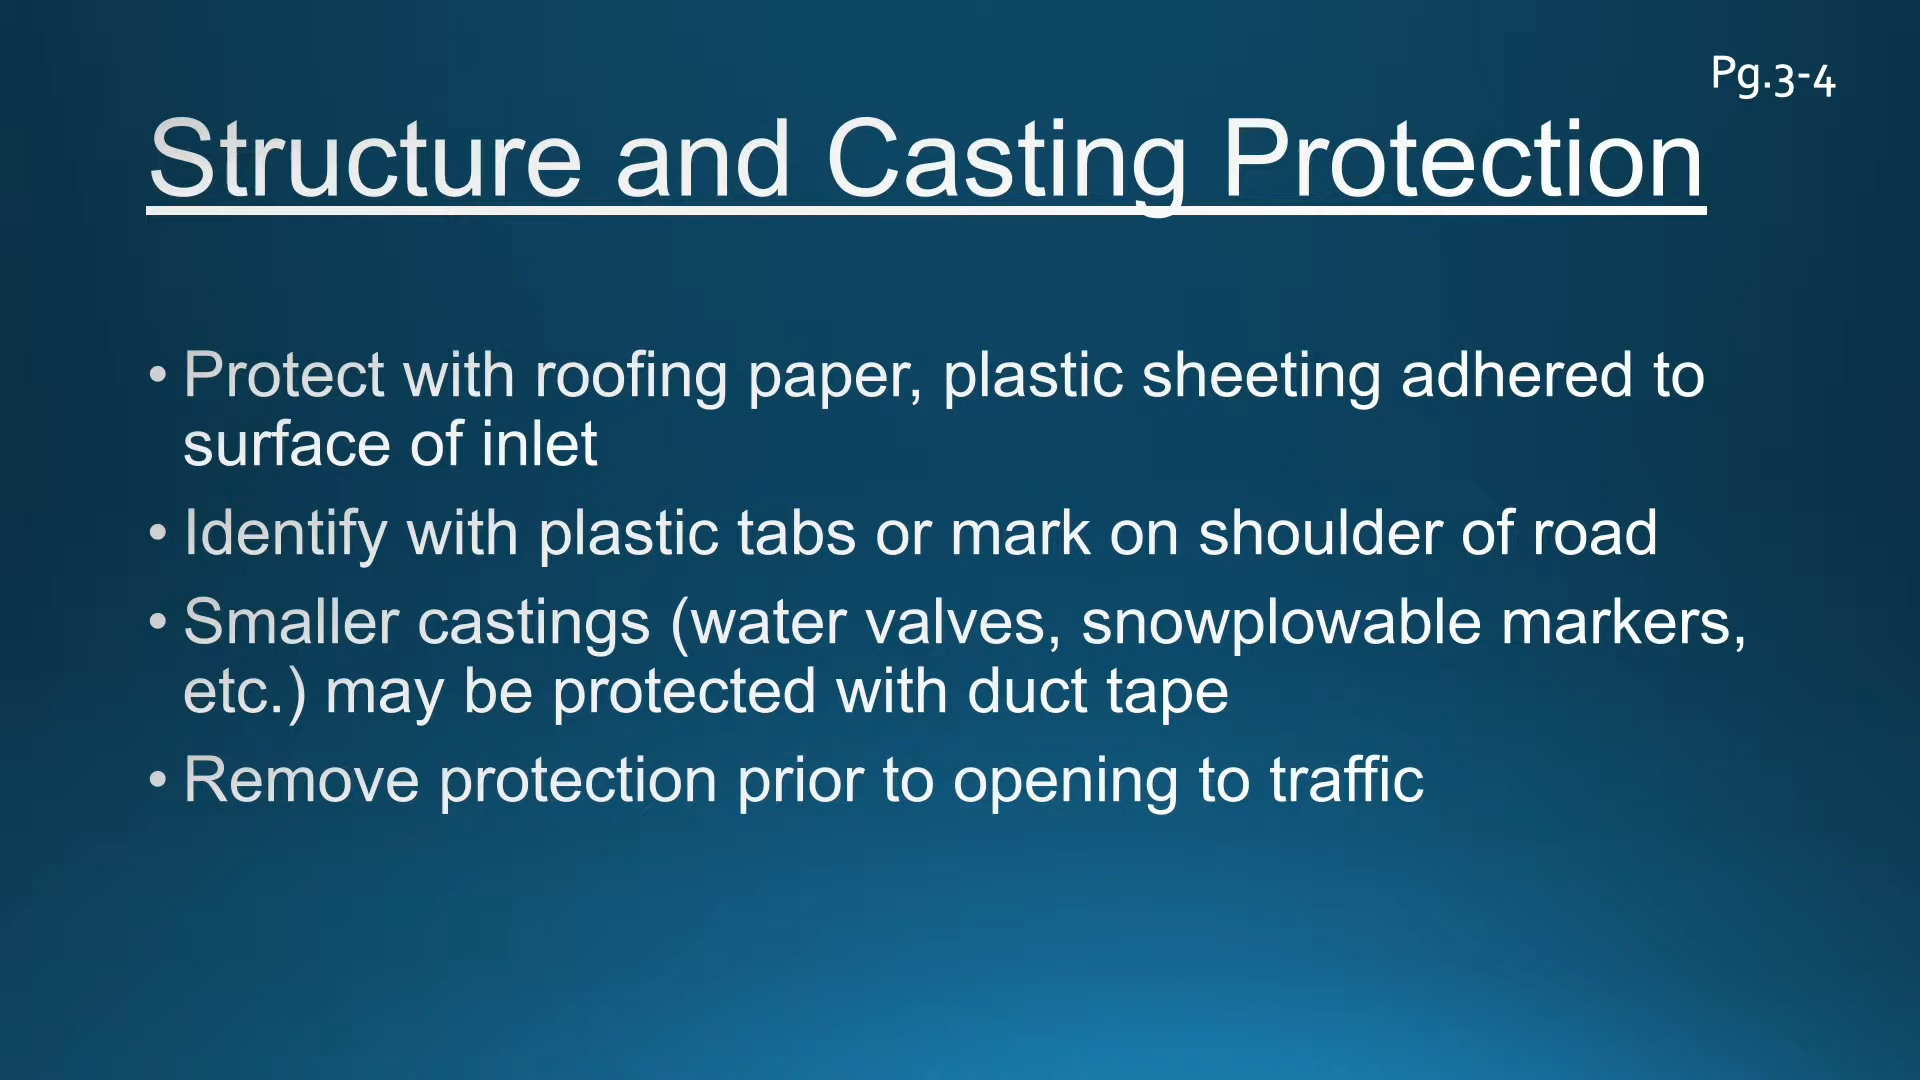 Pg.3-4
Structure and Casting Protection
• Protect with roofing paper, plastic sheeting adhered to
surface of inlet
• Identify with plastic tabs or mark on shoulder of road
• Smaller castings (water valves, snowplowable markers,
etc.) may be protected with duct tape
• Remove protection prior to opening to traffic